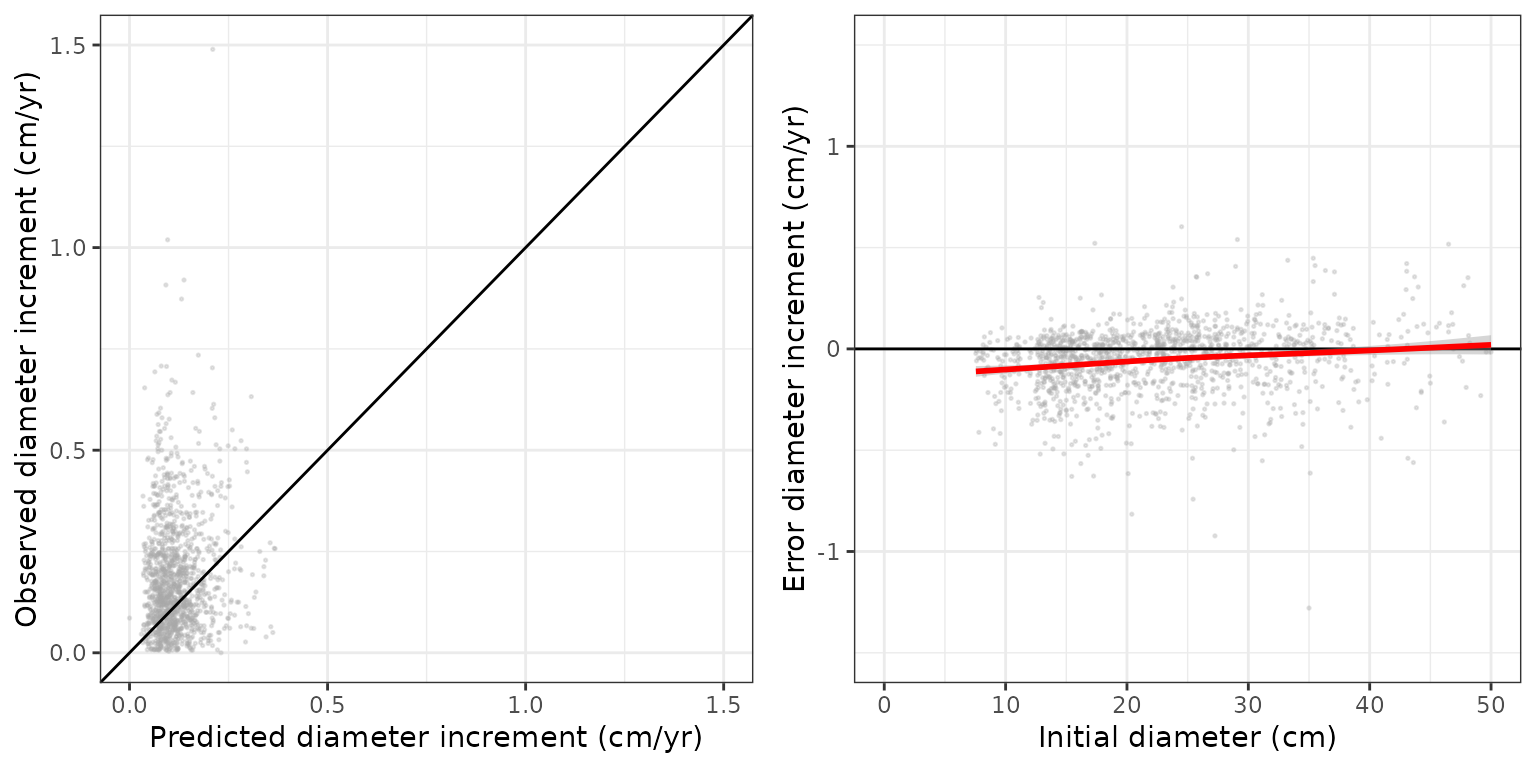 Observed diameter increment (cm/yr)
1.5
1.0
0.5
0.0
0.0 0.5 1.0 1.5
Predicted diameter increment (cm/yr)
Error diameter increment (cm/yr)
1
0
-1
0 10 20 30 40 50
Initial diameter (cm)